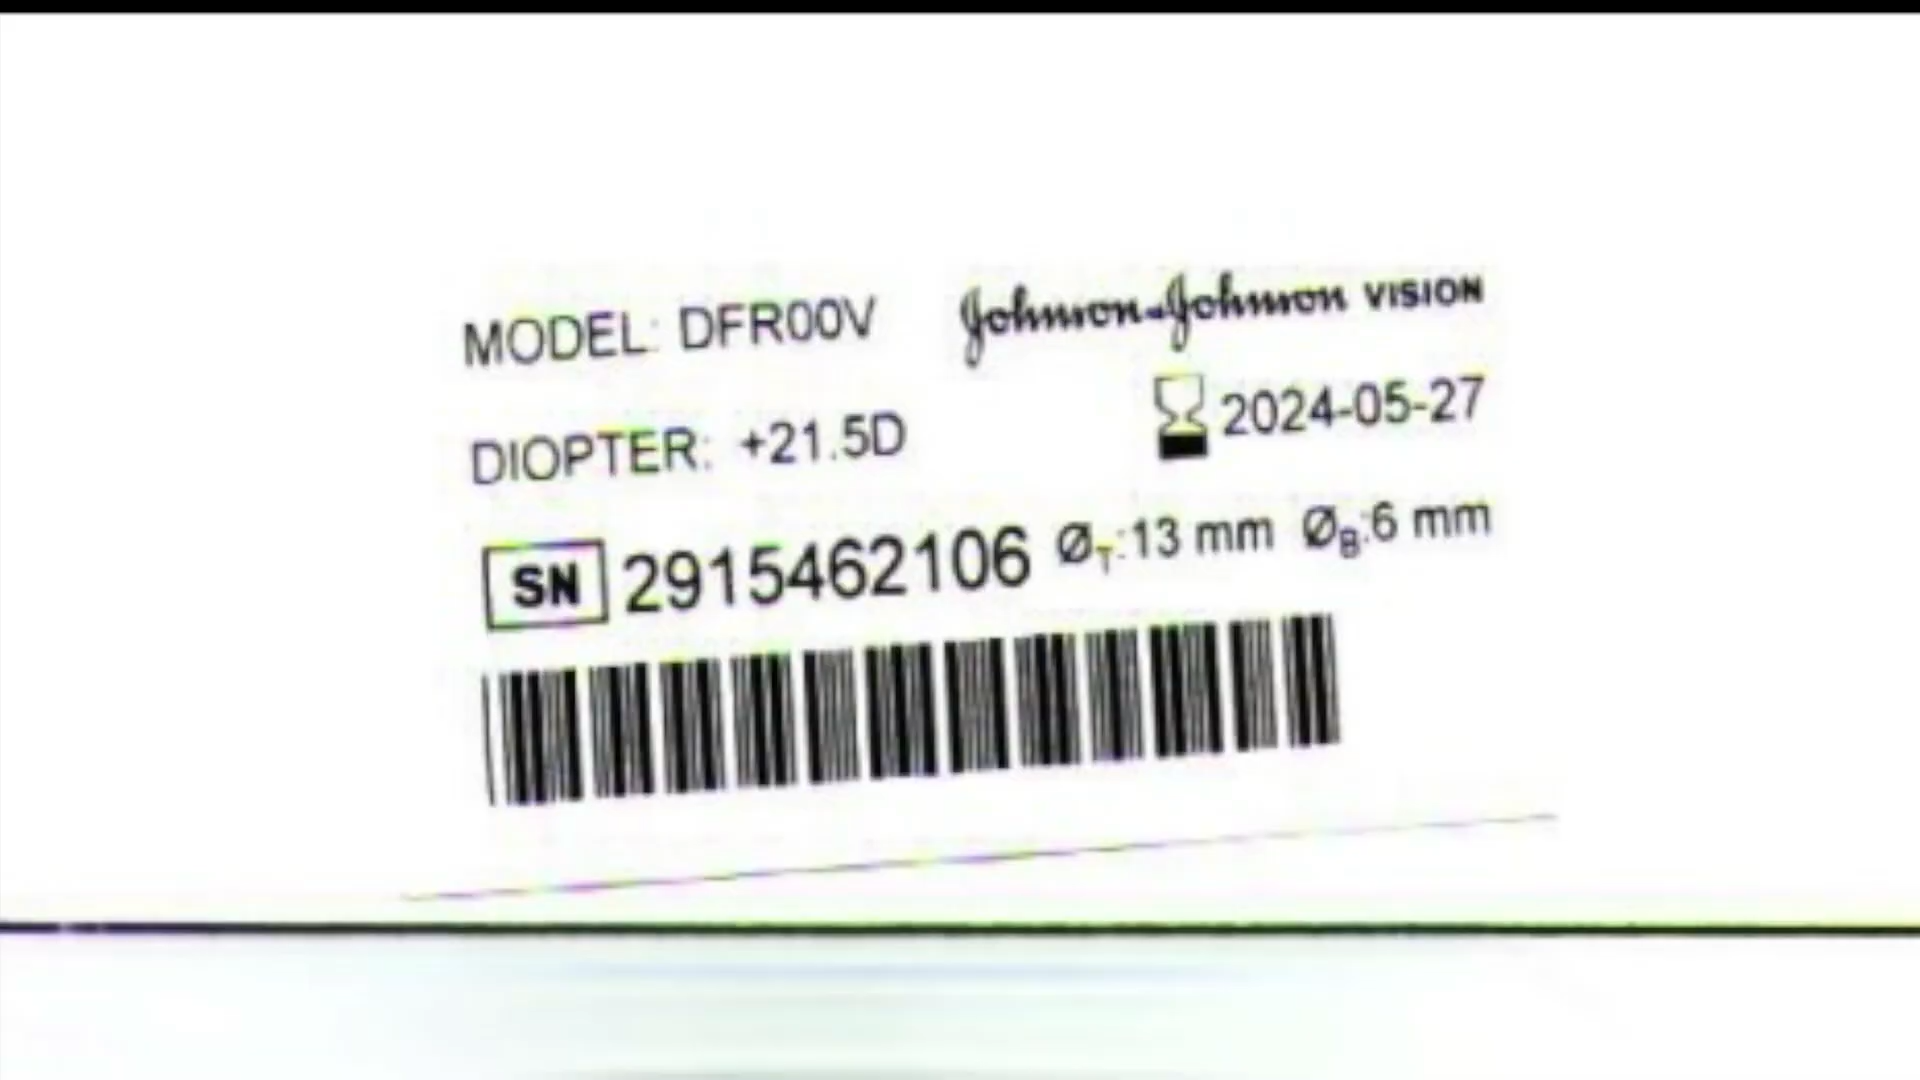 MODEL: DFR00V Johnson & Johnson VISION
DIOPTER: +21.5D 2024-05-27
SN 2915462106 ØT:13 mm ØB:6 mm